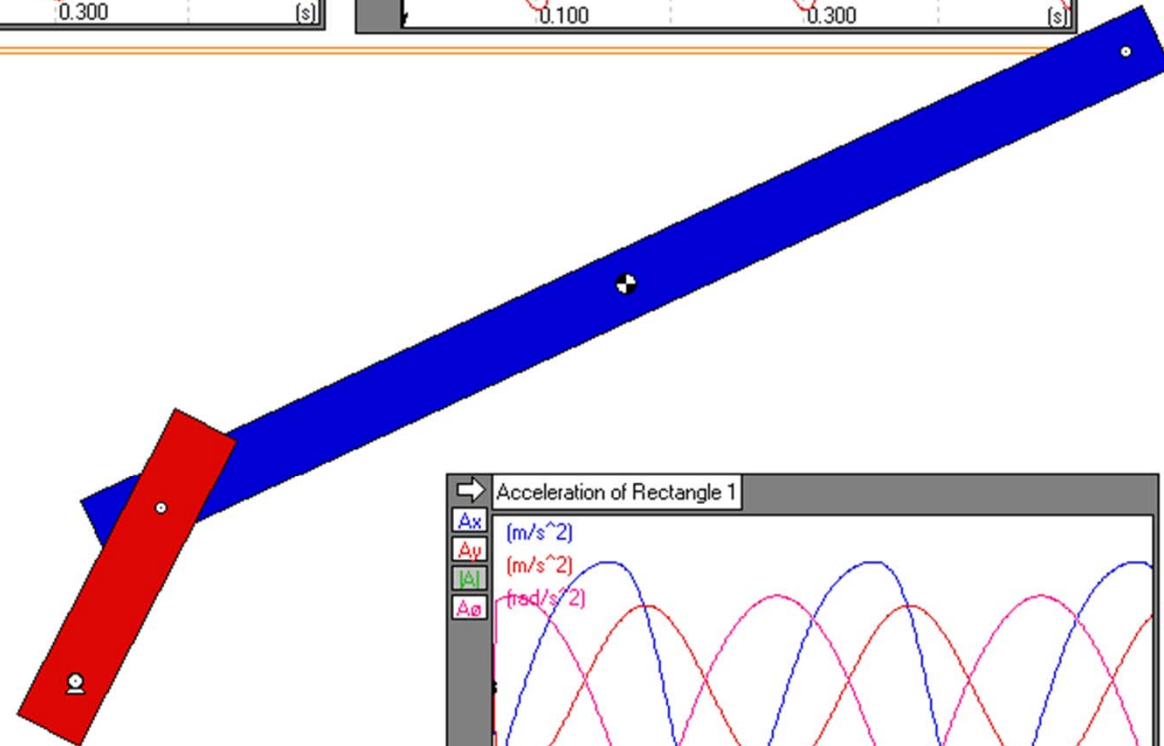 0.300 (s)
0.100 0.300 (s)
Acceleration of Rectangle 1
Ax (m/s^2)
Ay (m/s^2)
|A|
Aø (rad/s^2)